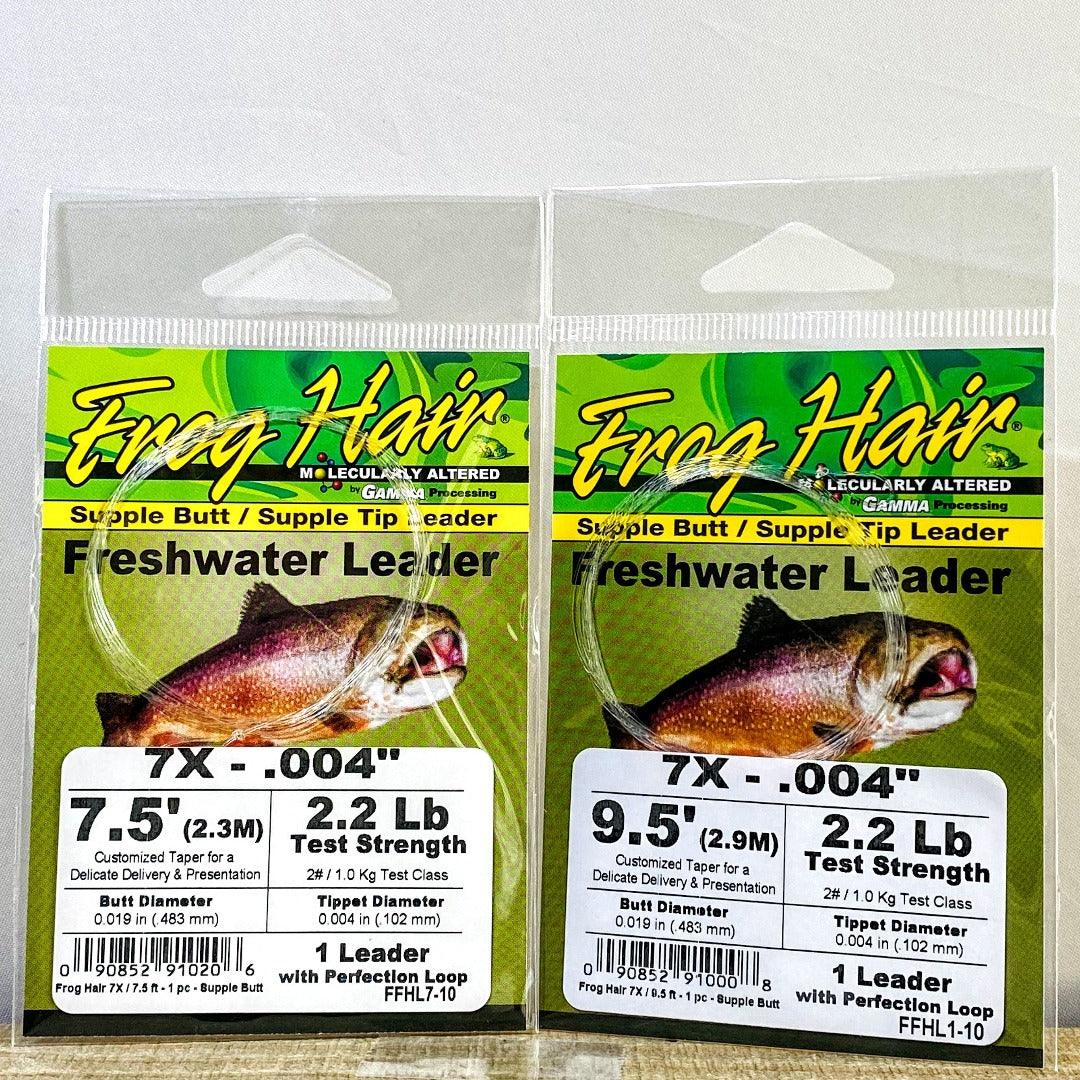 Frog Hair®
MOLECULARLY ALTERED
by GAMMA Processing
Supple Butt / Supple Tip Leader
Freshwater Leader
7X - .004"
7.5' (2.3M)
Customized Taper for a
Delicate Delivery & Presentation
2.2 Lb
Test Strength
2# / 1.0 Kg Test Class
Butt Diameter
0.019 in (.483 mm)
Tippet Diameter
0.004 in (.102 mm)
0 90852 91020 6
Frog Hair 7X / 7.5 ft - 1 pc - Supple Butt
1 Leader
with Perfection Loop
FFHL7-10
Frog Hair®
MOLECULARLY ALTERED
by GAMMA Processing
Supple Butt / Supple Tip Leader
Freshwater Leader
7X - .004"
9.5' (2.9M)
Customized Taper for a
Delicate Delivery & Presentation
2.2 Lb
Test Strength
2# / 1.0 Kg Test Class
Butt Diameter
0.019 in (.483 mm)
Tippet Diameter
0.004 in (.102 mm)
0 90852 91000 8
Frog Hair 7X / 9.5 ft - 1 pc - Supple Butt
1 Leader
with Perfection Loop
FFHL1-10